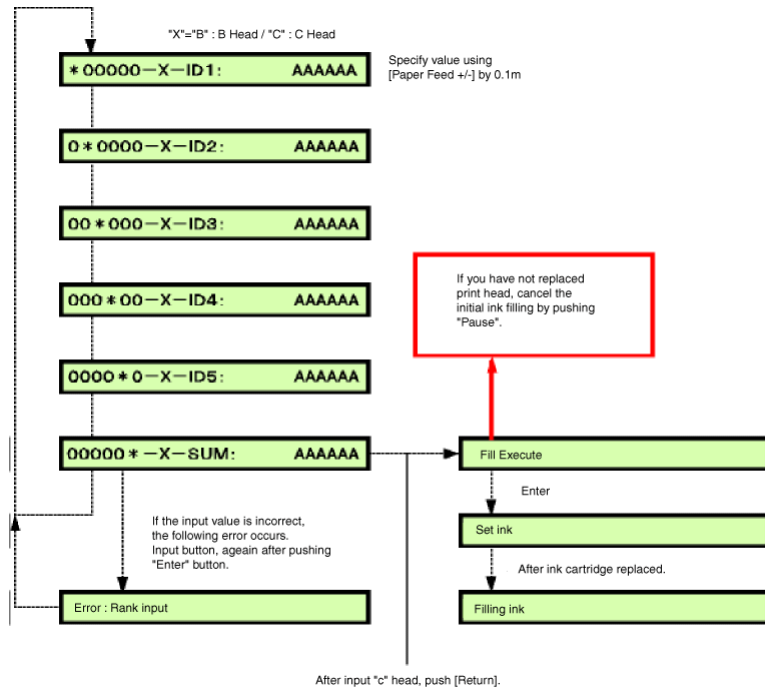 "X"="B" : B Head / "C" : C Head
*00000-X-ID1: AAAAAA
Specify value using
[Paper Feed +/-] by 0.1m
0*0000-X-ID2: AAAAAA
00*000-X-ID3: AAAAAA
000*00-X-ID4: AAAAAA
If you have not replaced
print head, cancel the
initial ink filling by pushing
"Pause".
0000*0-X-ID5: AAAAAA
00000*-X-SUM: AAAAAA
Fill Execute
Enter
If the input value is incorrect,
the following error occurs.
Input button, ageain after pushing
"Enter" button.
Set ink
After ink cartridge replaced.
Error : Rank input
Filling ink
After input "c" head, push [Return].